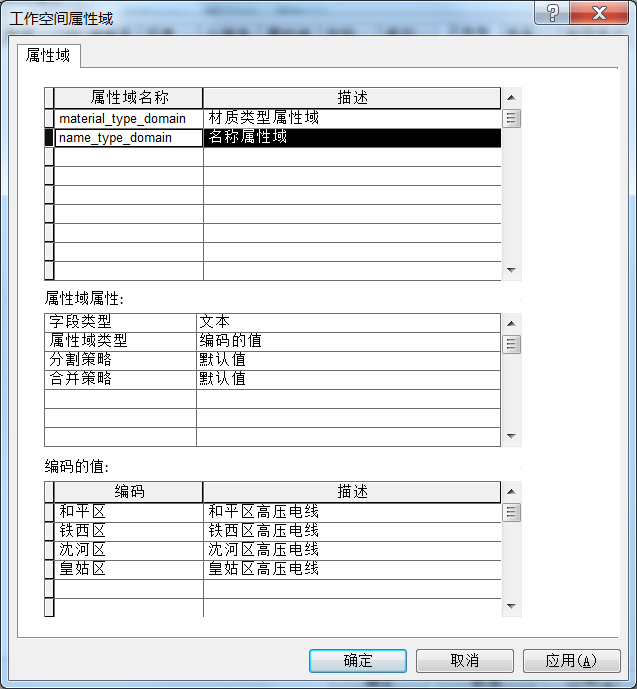 工作空间属性域
属性域
属性域名称 描述
material_type_domain 材质类型属性域
name_type_domain 名称属性域
属性域属性:
字段类型 文本
属性域类型 编码的值
分割策略 默认值
合并策略 默认值
编码的值:
编码 描述
和平区 和平区高压电线
铁西区 铁西区高压电线
沈河区 沈河区高压电线
皇姑区 皇姑区高压电线
确定 取消 应用(A)